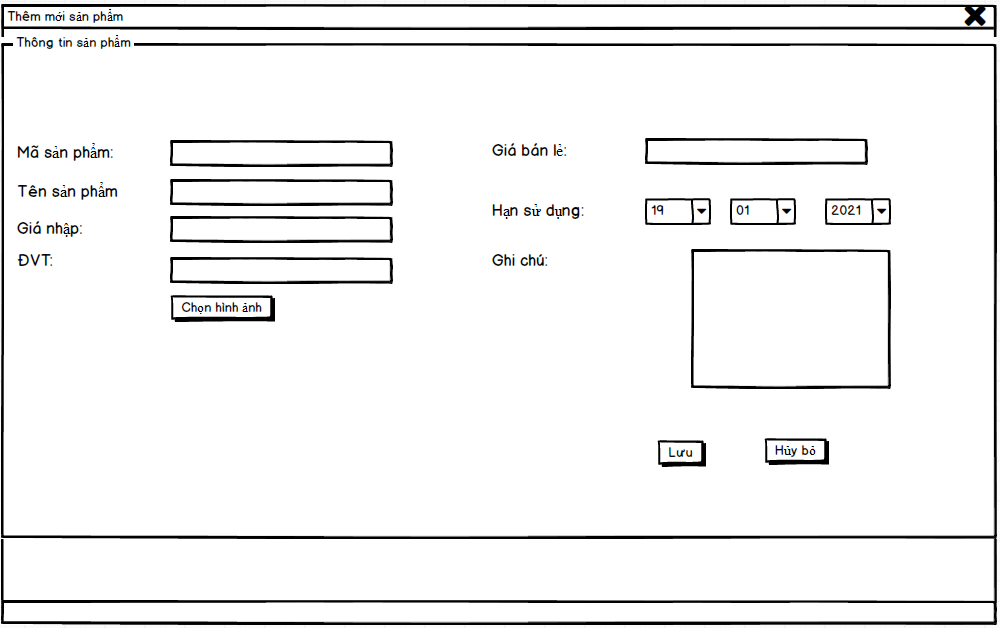 Thêm mới sản phẩm
Thông tin sản phẩm
Mã sản phẩm:
Giá bán lẻ:
Tên sản phẩm
Hạn sử dụng:
19
01
2021
Giá nhập:
ĐVT:
Ghi chú:
Chọn hình ảnh
Lưu
Hủy bỏ